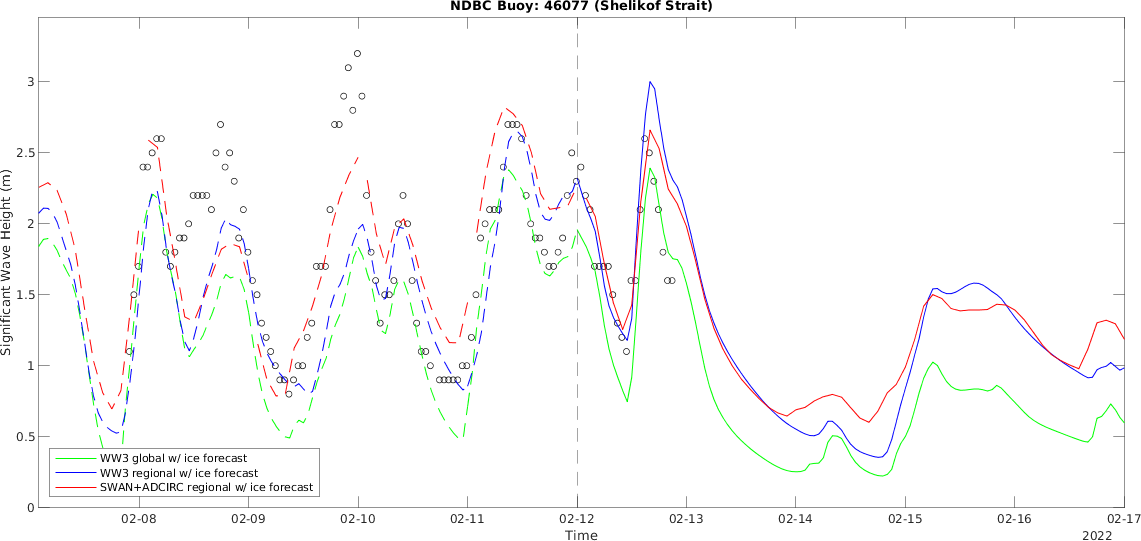 NDBC Buoy: 46077 (Shelikof Strait)
Significant Wave Height (m)
3
2.5
2
1.5
1
0.5
0
WW3 global w/ ice forecast
WW3 regional w/ ice forecast
SWAN+ADCIRC regional w/ ice forecast
02-08 02-09 02-10 02-11 02-12 02-13 02-14 02-15 02-16 02-17
Time
2022